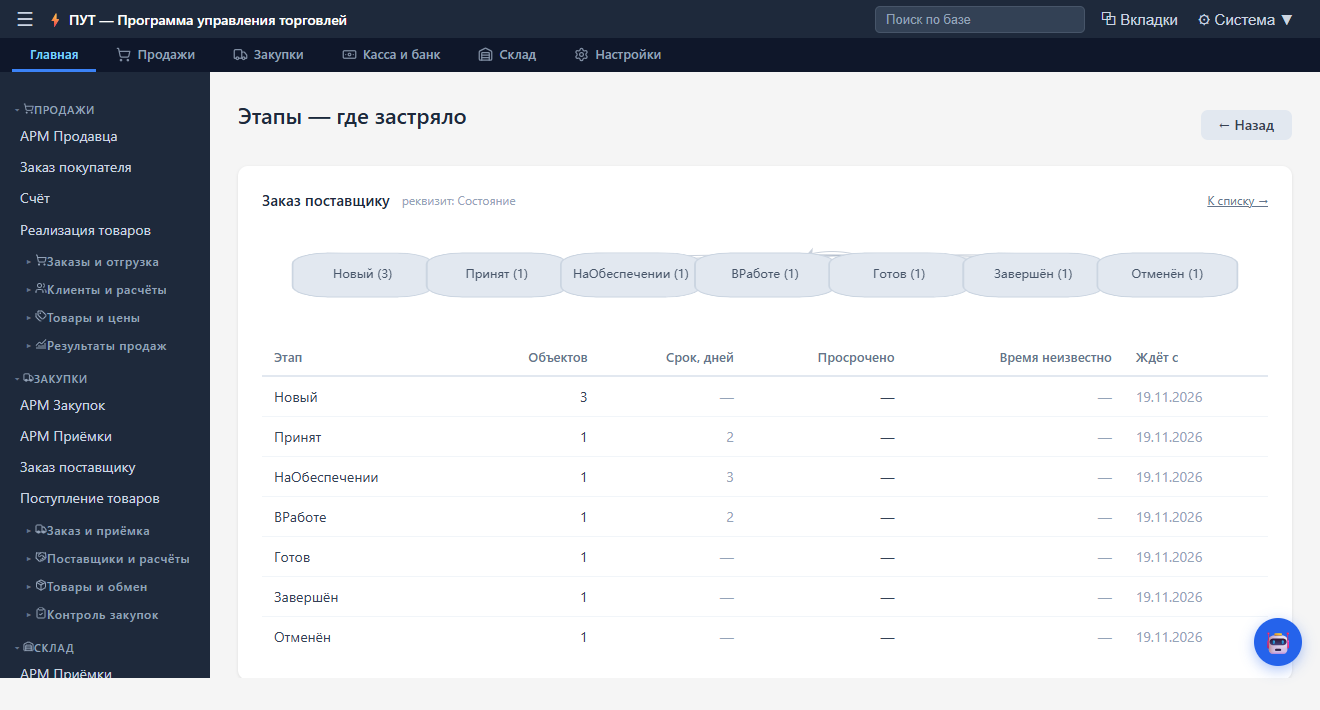 ☰ ПУТ — Программа управления торговлей
Поиск по базе
Вкладки
Система ▼
Главная
Продажи
Закупки
Касса и банк
Склад
Настройки
ПРОДАЖИ
АРМ Продавца
Заказ покупателя
Счёт
Реализация товаров
Заказы и отгрузка
Клиенты и расчёты
Товары и цены
Результаты продаж
ЗАКУПКИ
АРМ Закупок
АРМ Приёмки
Заказ поставщику
Поступление товаров
Заказ и приёмка
Поставщики и расчёты
Товары и обмен
Контроль закупок
СКЛАД
АРМ Приёмки
Этапы — где застряло
← Назад
Заказ поставщику реквизит: Состояние
К списку →
Новый (3) Принят (1) НаОбеспечении (1) ВРаботе (1) Готов (1) Завершён (1) Отменён (1)
Этап Объектов Срок, дней Просрочено Время неизвестно Ждёт с
Новый 3 — — — 19.11.2026
Принят 1 2 — — 19.11.2026
НаОбеспечении 1 3 — — 19.11.2026
ВРаботе 1 2 — — 19.11.2026
Готов 1 — — — 19.11.2026
Завершён 1 — — — 19.11.2026
Отменён 1 — — — 19.11.2026